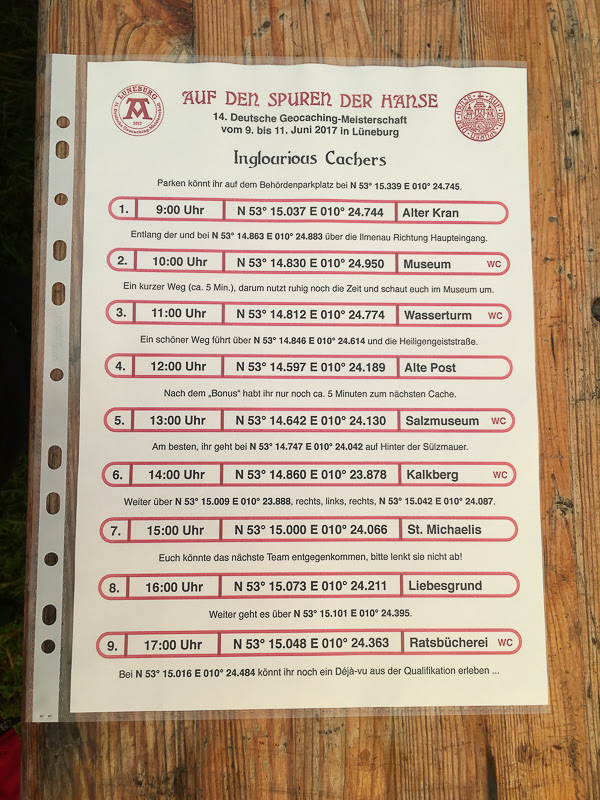 LÜNEBURG
14. Deutsche Geocaching-Meisterschaft
2017
AUF DEN SPUREN DER HANSE
14. Deutsche Geocaching-Meisterschaft
vom 9. bis 11. Juni 2017 in Lüneburg
Ingloarious Cachers
Parken könnt ihr auf dem Behördenparkplatz bei N 53° 15.339 E 010° 24.745.
1. 9:00 Uhr N 53° 15.037 E 010° 24.744 Alter Kran
Entlang der und bei N 53° 14.863 E 010° 24.883 über die Ilmenau Richtung Haupteingang.
2. 10:00 Uhr N 53° 14.830 E 010° 24.950 Museum WC
Ein kurzer Weg (ca. 5 Min.), darum nutzt ruhig noch die Zeit und schaut euch im Museum um.
3. 11:00 Uhr N 53° 14.812 E 010° 24.774 Wasserturm WC
Ein schöner Weg führt über N 53° 14.846 E 010° 24.614 und die Heiligengeiststraße.
4. 12:00 Uhr N 53° 14.597 E 010° 24.189 Alte Post
Nach dem „Bonus“ habt ihr nur noch ca. 5 Minuten zum nächsten Cache.
5. 13:00 Uhr N 53° 14.642 E 010° 24.130 Salzmuseum WC
Am besten, ihr geht bei N 53° 14.747 E 010° 24.042 auf Hinter der Sülzmauer.
6. 14:00 Uhr N 53° 14.860 E 010° 23.878 Kalkberg WC
Weiter über N 53° 15.009 E 010° 23.888, rechts, links, rechts, N 53° 15.042 E 010° 24.087.
7. 15:00 Uhr N 53° 15.000 E 010° 24.066 St. Michaelis
Euch könnte das nächste Team entgegenkommen, bitte lenkt sie nicht ab!
8. 16:00 Uhr N 53° 15.073 E 010° 24.211 Liebesgrund
Weiter geht es über N 53° 15.101 E 010° 24.395.
9. 17:00 Uhr N 53° 15.048 E 010° 24.363 Ratsbücherei WC
Bei N 53° 15.016 E 010° 24.484 könnt ihr noch ein Déjà-vu aus der Qualifikation erleben ...